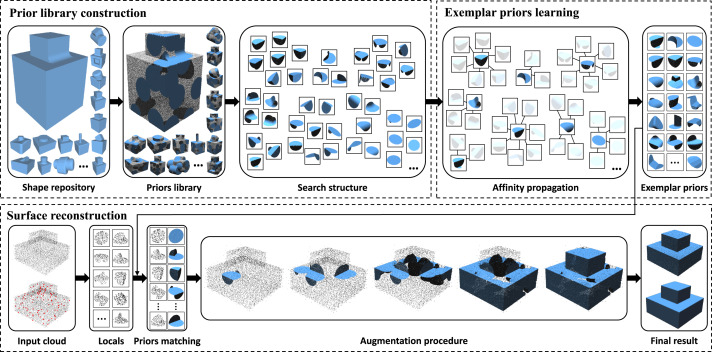 Prior library construction
Exemplar priors learning
Shape repository
Priors library
Search structure
Affinity propagation
Exemplar priors
Surface reconstruction
Input cloud
Locals
Priors matching
Augmentation procedure
Final result